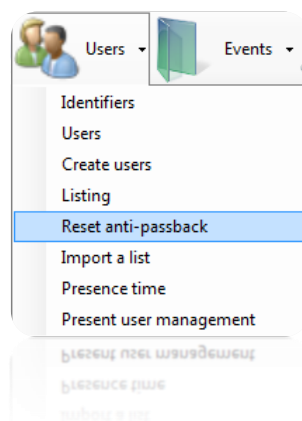 Users Events
Identifiers
Users
Create users
Listing
Reset anti-passback
Import a list
Presence time
Present user management